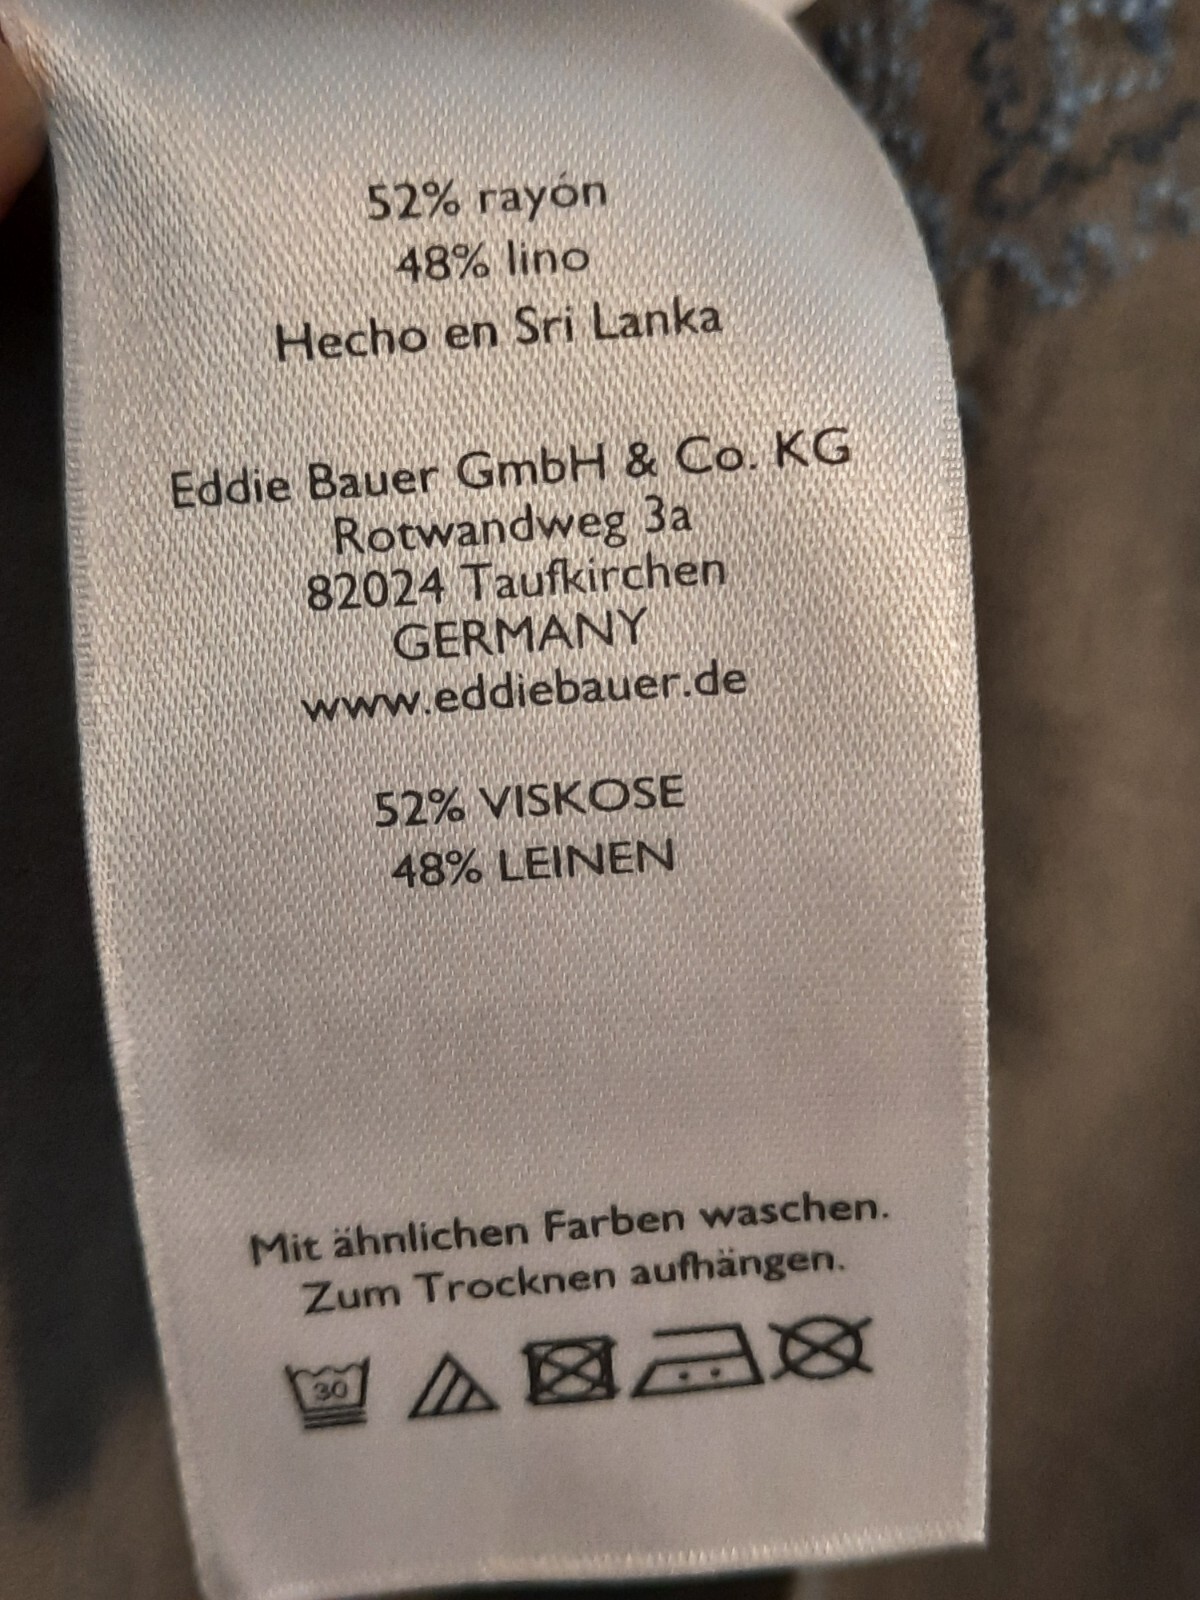 52% rayón
48% lino
Hecho en Sri Lanka
Eddie Bauer GmbH & Co. KG
Rotwandweg 3a
82024 Taufkirchen
GERMANY
www.eddiebauer.de
52% VISKOSE
48% LEINEN
Mit ähnlichen Farben waschen.
Zum Trocknen aufhängen.
30